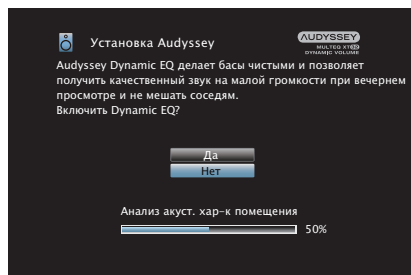 Установка Audyssey
AUDYSSEY
MULTEQ XT32
DYNAMIC VOLUME
Audyssey Dynamic EQ делает басы чистыми и позволяет
получить качественный звук на малой громкости при вечернем
просмотре и не мешать соседям.
Включить Dynamic EQ?
Да
Нет
Анализ акуст. хар-к помещения
50%